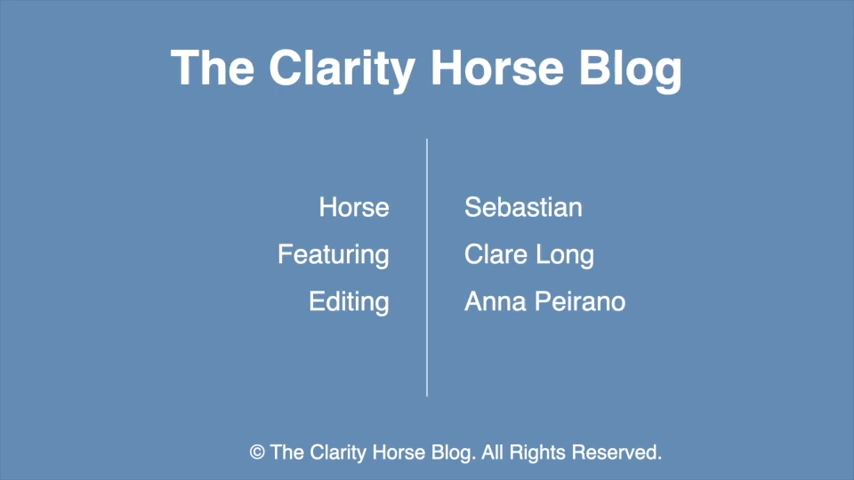 The Clarity Horse Blog
Horse Sebastian
Featuring Clare Long
Editing Anna Peirano
© The Clarity Horse Blog. All Rights Reserved.